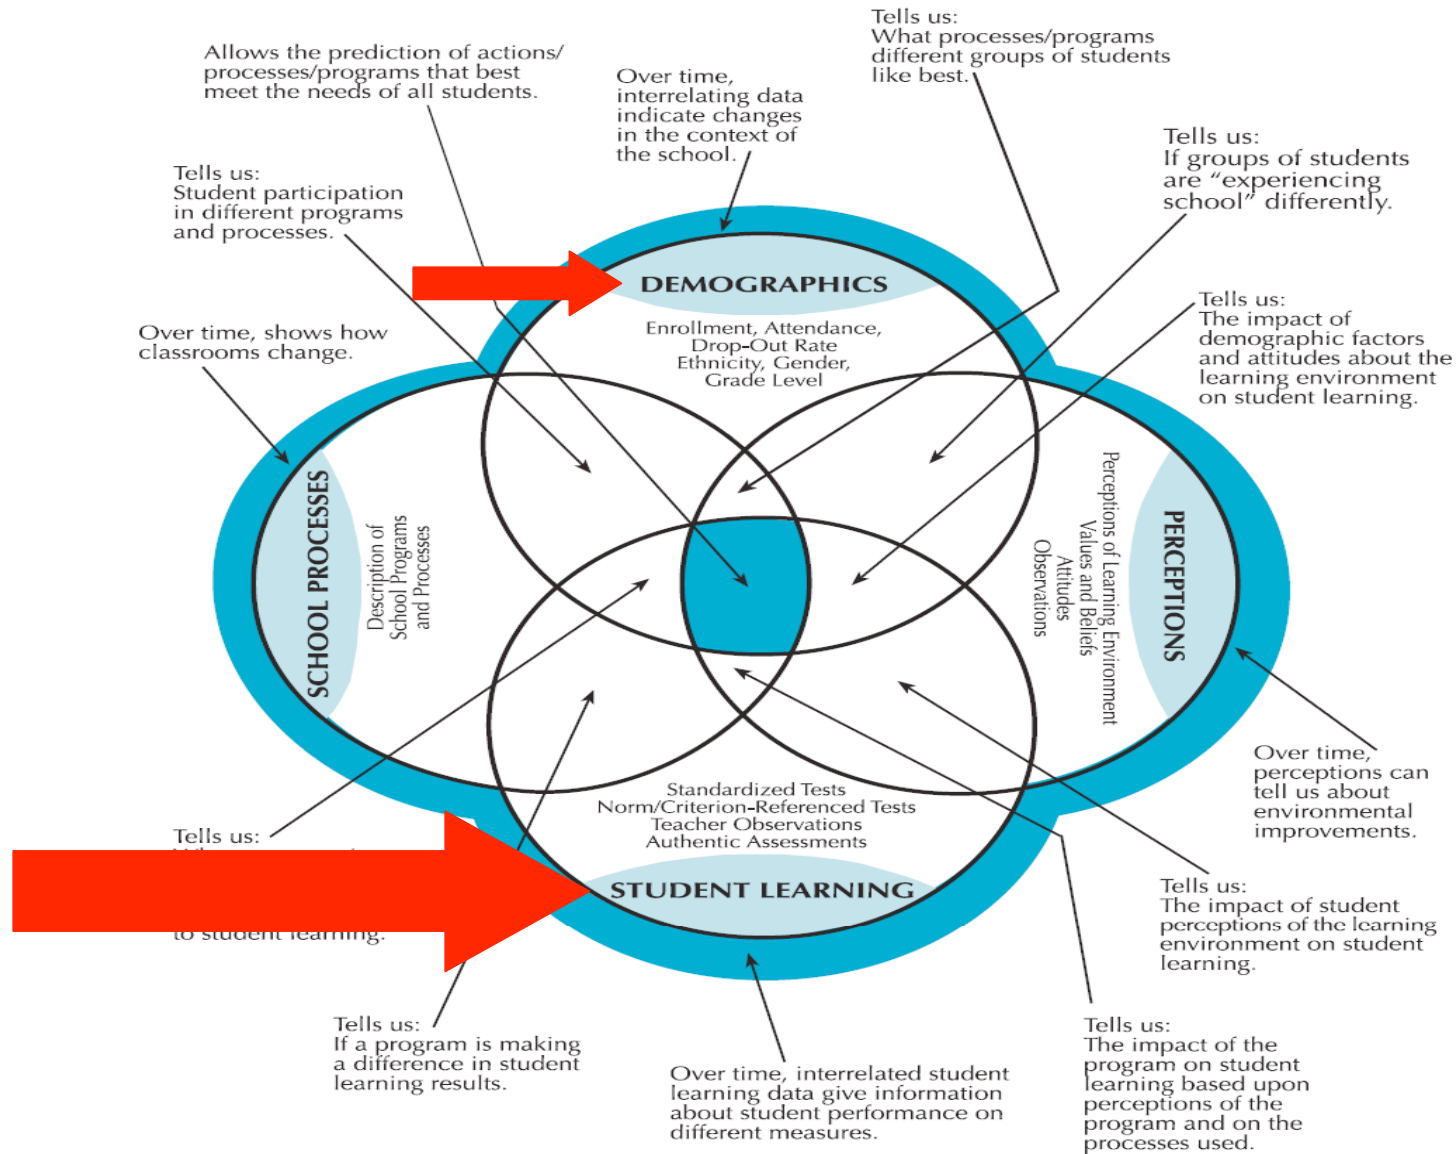 Allows the prediction of actions/
processes/programs that best
meet the needs of all students.
Over time,
interrelating data
indicate changes
in the context of
the school.
Tells us:
What processes/programs
different groups of students
like best.
Tells us:
If groups of students
are “experiencing
school” differently.
Tells us:
Student participation
in different programs
and processes.
Tells us:
The impact of
demographic factors
and attitudes about the
learning environment
on student learning.
Over time, shows how
classrooms change.
DEMOGRAPHICS
Enrollment, Attendance,
Drop-Out Rate
Ethnicity, Gender,
Grade Level
SCHOOL PROCESSES
Description of
School Programs
and Processes
PERCEPTIONS
Perceptions of Learning Environment
Values and Beliefs
Attitudes
Observations
Standardized Tests
Norm/Criterion-Referenced Tests
Teacher Observations
Authentic Assessments
STUDENT LEARNING
Over time,
perceptions can
tell us about
environmental
improvements.
Tells us:
to student learning.
Tells us:
The impact of student
perceptions of the learning
environment on student
learning.
Tells us:
If a program is making
a difference in student
learning results.
Over time, interrelated student
learning data give information
about student performance on
different measures.
Tells us:
The impact of the
program on student
learning based upon
perceptions of the
program and on the
processes used.